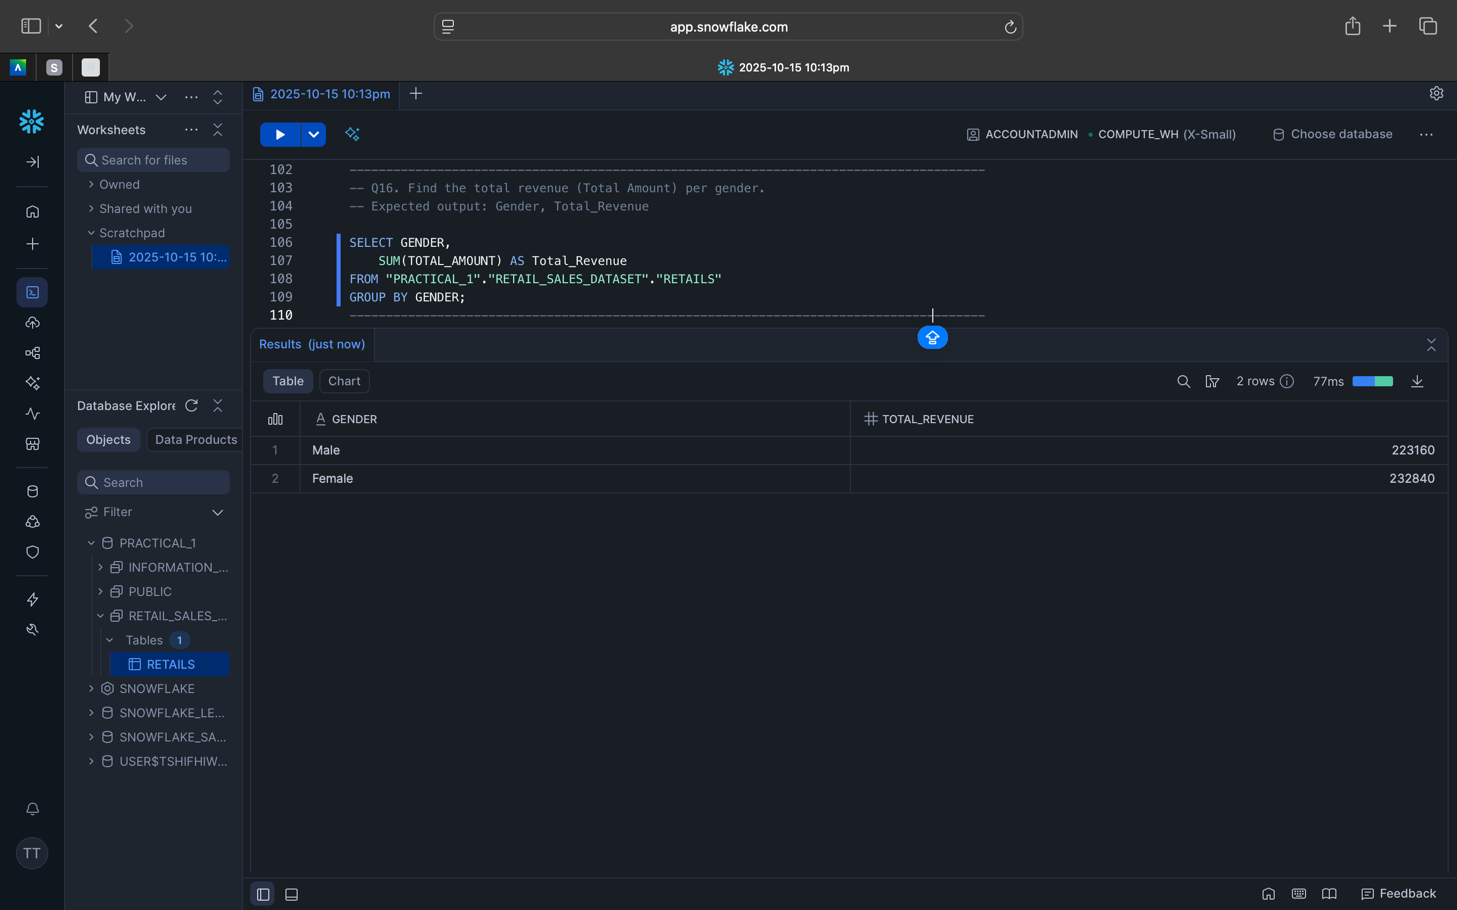 app.snowflake.com
S
2025-10-15 10:13pm
My W...
2025-10-15 10:13pm
Worksheets
ACCOUNTADMIN
COMPUTE_WH (X-Small)
Choose database
Search for files
Owned
Shared with you
Scratchpad
2025-10-15 10:...
102 ---------------------------------------------------------------------------------------
103 -- Q16. Find the total revenue (Total Amount) per gender.
104 -- Expected output: Gender, Total_Revenue
105
106 SELECT GENDER,
107 SUM(TOTAL_AMOUNT) AS Total_Revenue
108 FROM "PRACTICAL_1"."RETAIL_SALES_DATASET"."RETAILS"
109 GROUP BY GENDER;
110 ---------------------------------------------------------------------------------------
Results (just now)
Table
Chart
2 rows
77ms
GENDER
TOTAL_REVENUE
1 Male 223160
2 Female 232840
Database Explore
Objects
Data Products
Search
Filter
PRACTICAL_1
INFORMATION_...
PUBLIC
RETAIL_SALES_...
Tables 1
RETAILS
SNOWFLAKE
SNOWFLAKE_LE...
SNOWFLAKE_SA...
USER$TSHIFHIW...
TT
Feedback